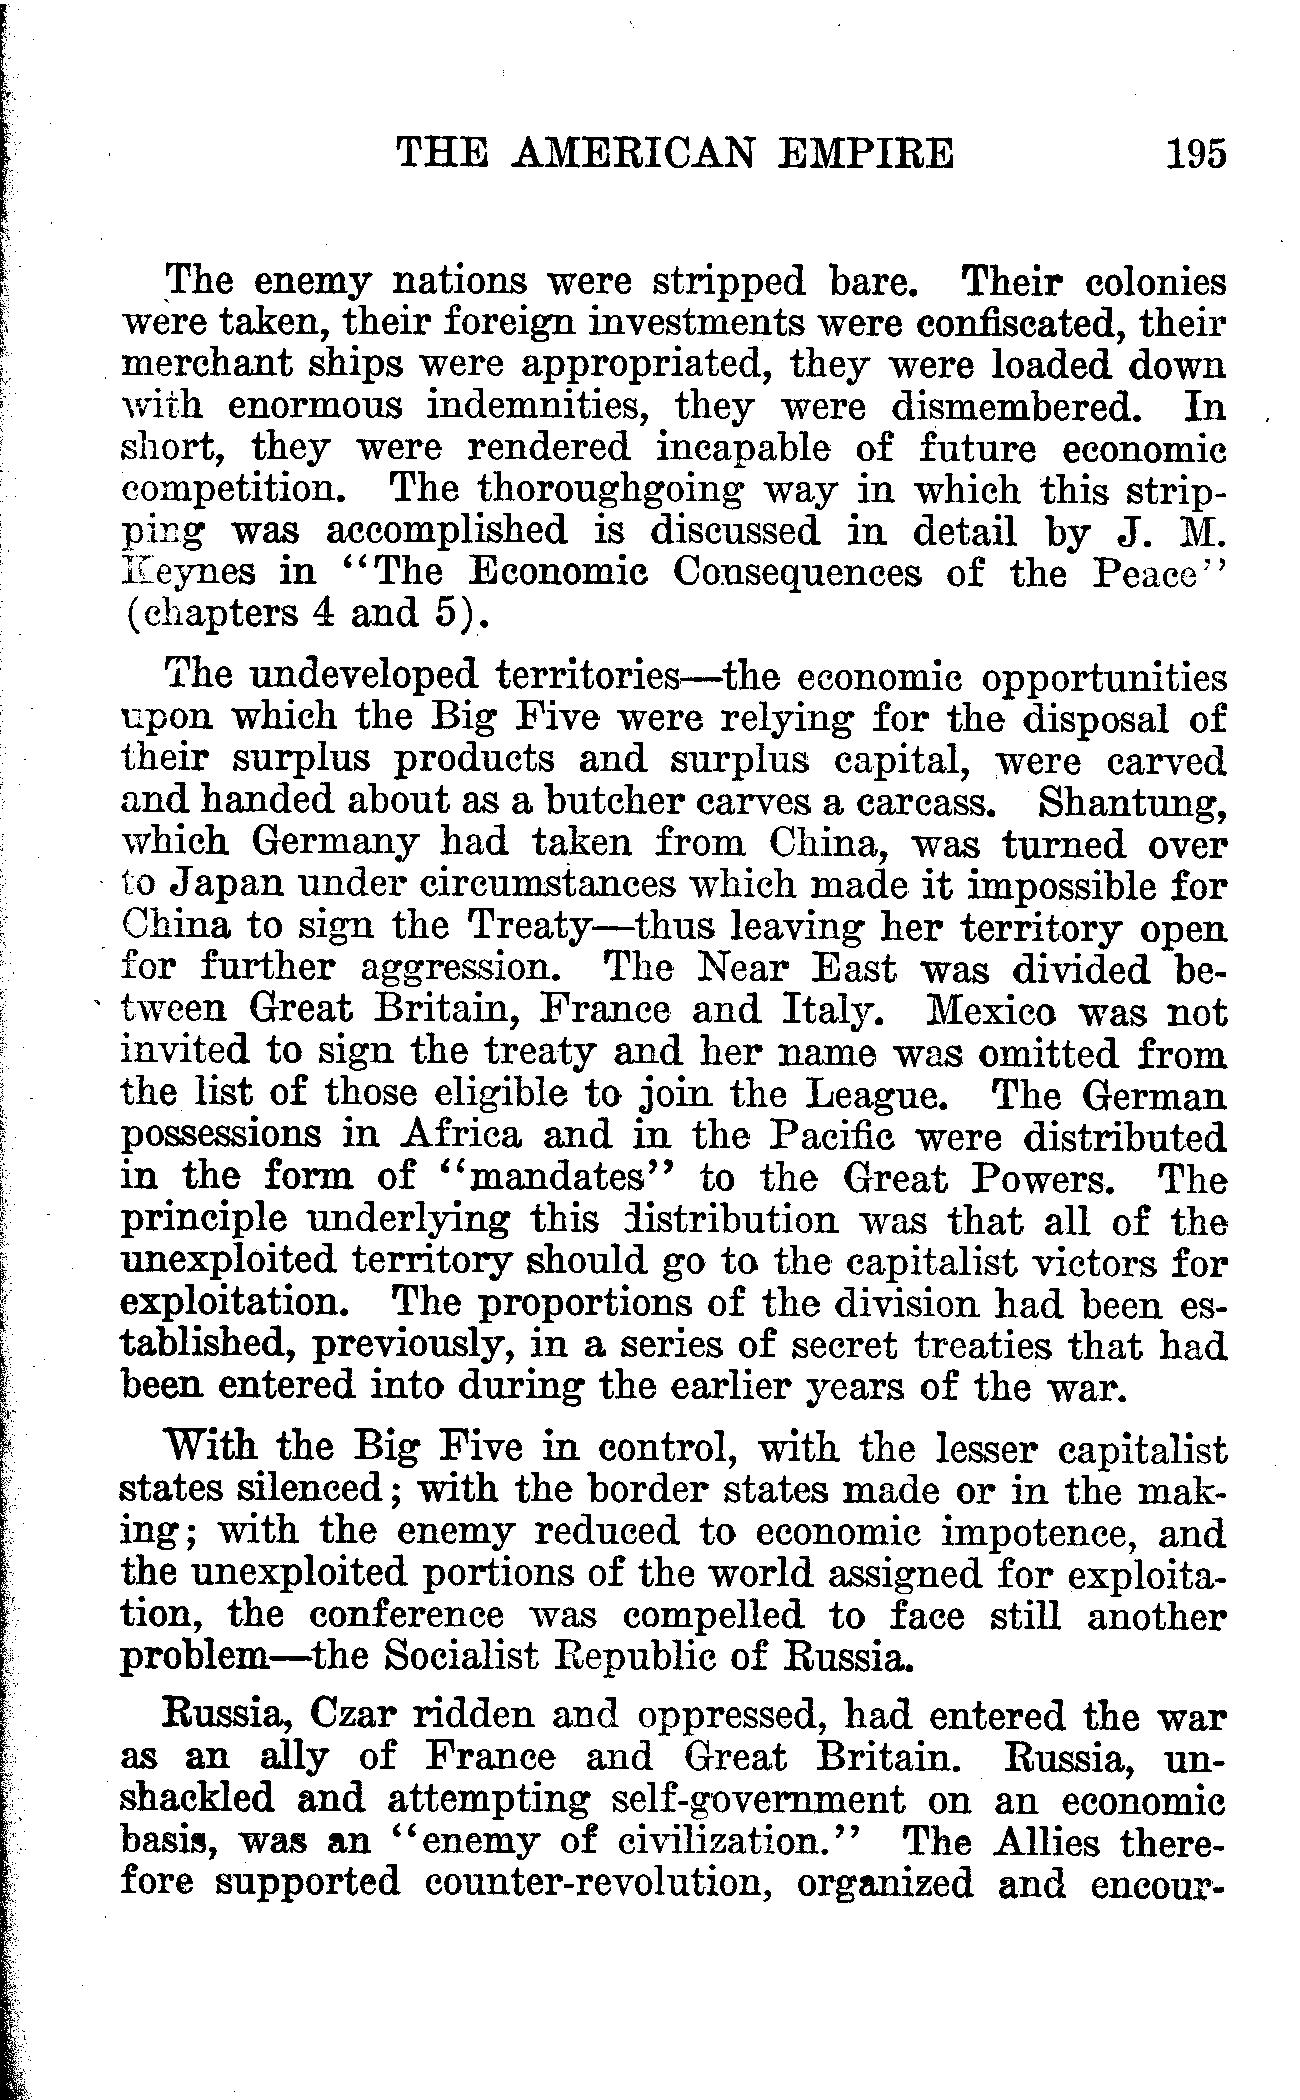 THE AMERICAN EMPIRE 195
The enemy nations were stripped bare. Their colonies
were taken, their foreign investments were confiscated, their
merchant ships were appropriated, they were loaded down
with enormous indemnities, they were dismembered. In
short, they were rendered incapable of future economic
competition. The thoroughgoing way in which this strip-
ping was accomplished is discussed in detail by J. M.
Keynes in "The Economic Consequences of the Peace"
(chapters 4 and 5).
The undeveloped territories—the economic opportunities
upon which the Big Five were relying for the disposal of
their surplus products and surplus capital, were carved
and handed about as a butcher carves a carcass. Shantung,
which Germany had taken from China, was turned over
to Japan under circumstances which made it impossible for
China to sign the Treaty—thus leaving her territory open
for further aggression. The Near East was divided be-
tween Great Britain, France and Italy. Mexico was not
invited to sign the treaty and her name was omitted from
the list of those eligible to join the League. The German
possessions in Africa and in the Pacific were distributed
in the form of "mandates" to the Great Powers. The
principle underlying this distribution was that all of the
unexploited territory should go to the capitalist victors for
exploitation. The proportions of the division had been es-
tablished, previously, in a series of secret treaties that had
been entered into during the earlier years of the war.
With the Big Five in control, with the lesser capitalist
states silenced; with the border states made or in the mak-
ing; with the enemy reduced to economic impotence, and
the unexploited portions of the world assigned for exploita-
tion, the conference was compelled to face still another
problem—the Socialist Republic of Russia.
Russia, Czar ridden and oppressed, had entered the war
as an ally of France and Great Britain. Russia, un-
shackled and attempting self-government on an economic
basis, was an "enemy of civilization." The Allies there-
fore supported counter-revolution, organized and encour-